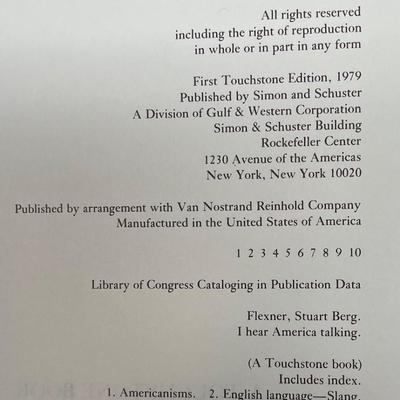 All rights reserved
including the right of reproduction
in whole or in part in any form
First Touchstone Edition, 1979
Published by Simon and Schuster
A Division of Gulf & Western Corporation
Simon & Schuster Building
Rockefeller Center
1230 Avenue of the Americas
New York, New York 10020
Published by arrangement with Van Nostrand Reinhold Company
Manufactured in the United States of America
1 2 3 4 5 6 7 8 9 10
Library of Congress Cataloging in Publication Data
Flexner, Stuart Berg.
I hear America talking.
(A Touchstone book)
Includes index.
1. Americanisms. 2. English language—Slang.